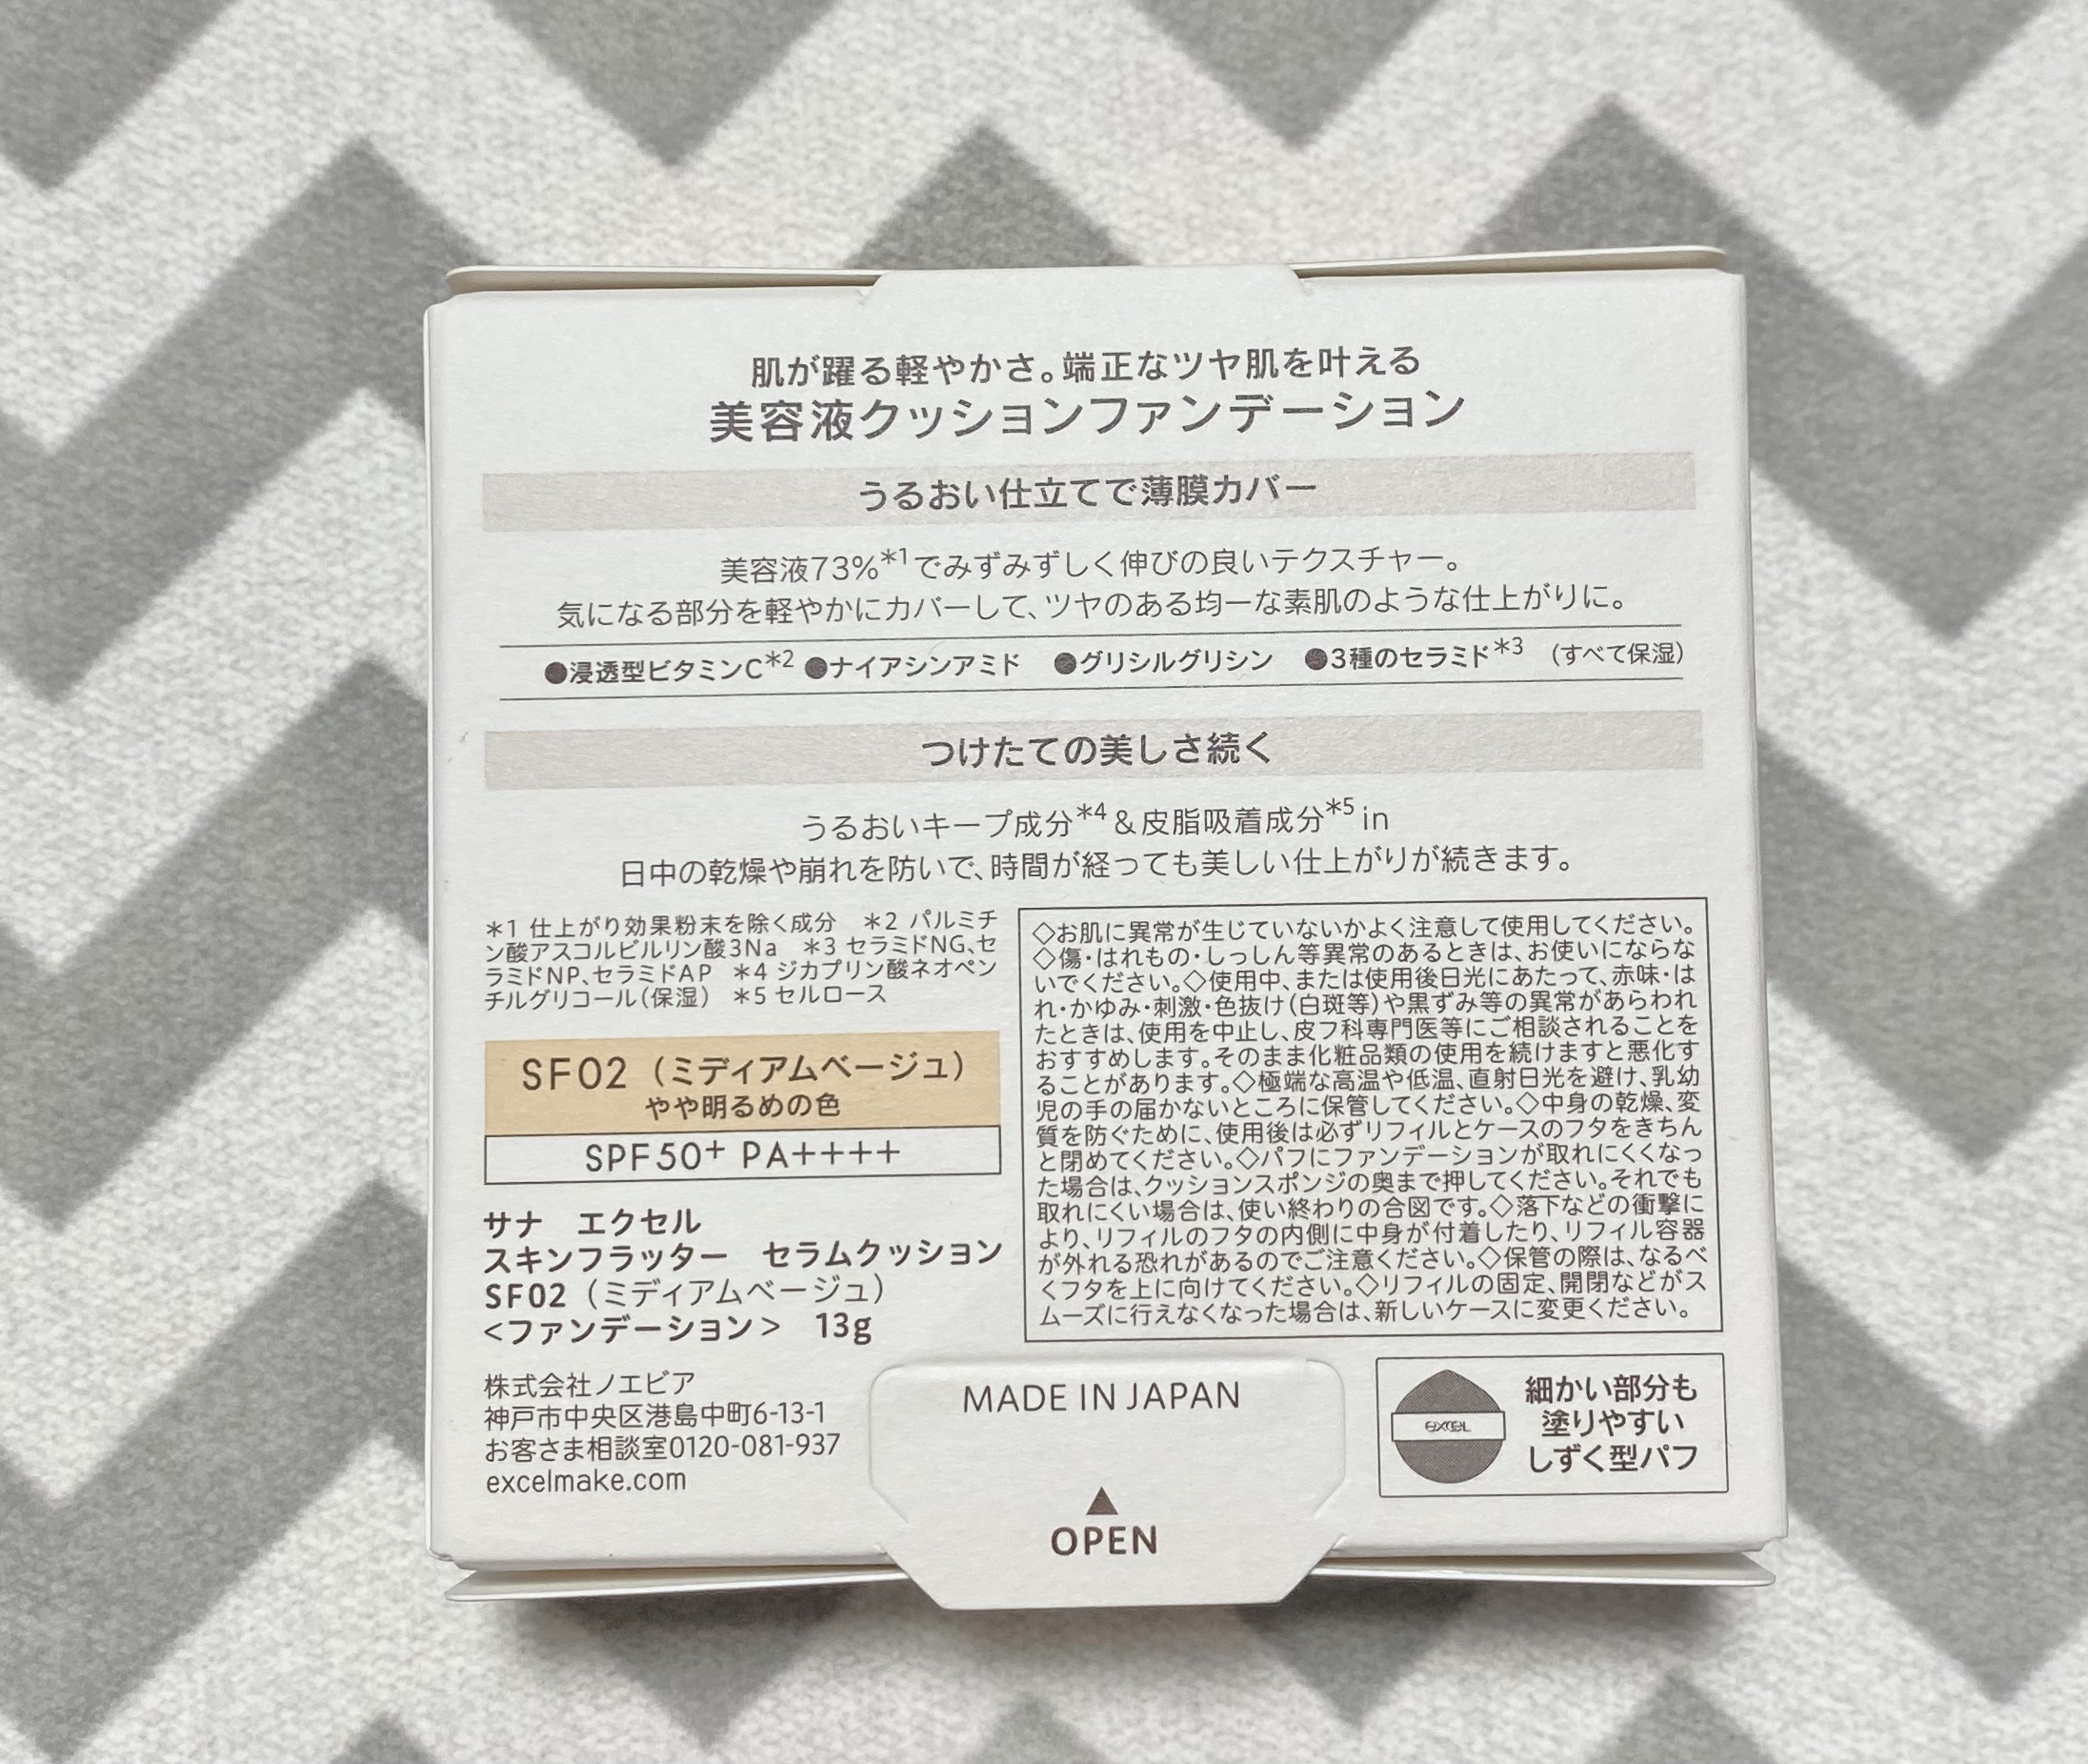 肌が躍る軽やかさ。端正なツヤ肌を叶える
美容液クッションファンデーション
うるおい仕立てで薄膜カバー
美容液73%*1でみずみずしく伸びの良いテクスチャー。
気になる部分を軽やかにカバーして、ツヤのある均一な素肌のような仕上がりに。
●浸透型ビタミンC*2 ●ナイアシンアミド ●グリシルグリシン ●3種のセラミド*3 (すべて保湿)
つけたての美しさ続く
うるおいキープ成分*4&皮脂吸着成分*5 in
日中の乾燥や崩れを防いで、時間が経っても美しい仕上がりが続きます。
*1 仕上がり効果粉末を除く成分 *2 パルミチ
ン酸アスコルビルリン酸3Na *3 セラミドNG、セ
ラミドNP、セラミドAP *4 ジカプリン酸ネオペン
チルグリコール(保湿) *5 セルロース
SF02 (ミディアムベージュ)
やや明るめの色
SPF50+ PA++++
サナ エクセル
スキンフラッター セラムクッション
SF02 (ミディアムベージュ)
<ファンデーション> 13g
株式会社ノエビア
神戸市中央区港島中町6-13-1
お客さま相談室0120-081-937
excelmake.com
◇お肌に異常が生じていないかよく注意して使用してください。
◇傷・はれもの・しっしん等異常のあるときは、お使いにならな
いでください。◇使用中、または使用後日光にあたって、赤味・は
れ・かゆみ・刺激・色抜け(白斑等)や黒ずみ等の異常があらわれ
たときは、使用を中止し、皮フ科専門医等にご相談されることを
おすすめします。そのまま化粧品類の使用を続けますと悪化す
ることがあります。◇極端な高温や低温、直射日光を避け、乳幼
児の手の届かないところに保管してください。◇中身の乾燥、変
質を防ぐために、使用後は必ずリフィルとケースのフタをきちん
と閉めてください。◇パフにファンデーションが取れにくくなっ
た場合は、クッションスポンジの奥まで押してください。それでも
取れにくい場合は、使い終わりの合図です。◇落下などの衝撃に
より、リフィルのフタの内側に中身が付着したり、リフィル容器
が外れる恐れがあるのでご注意ください。◇保管の際は、なるべ
くフタを上に向けてください。◇リフィルの固定、開閉などがス
ムーズに行えなくなった場合は、新しいケースに変更ください。
MADE IN JAPAN
▲
OPEN
excel
細かい部分も
塗りやすい
しずく型パフ